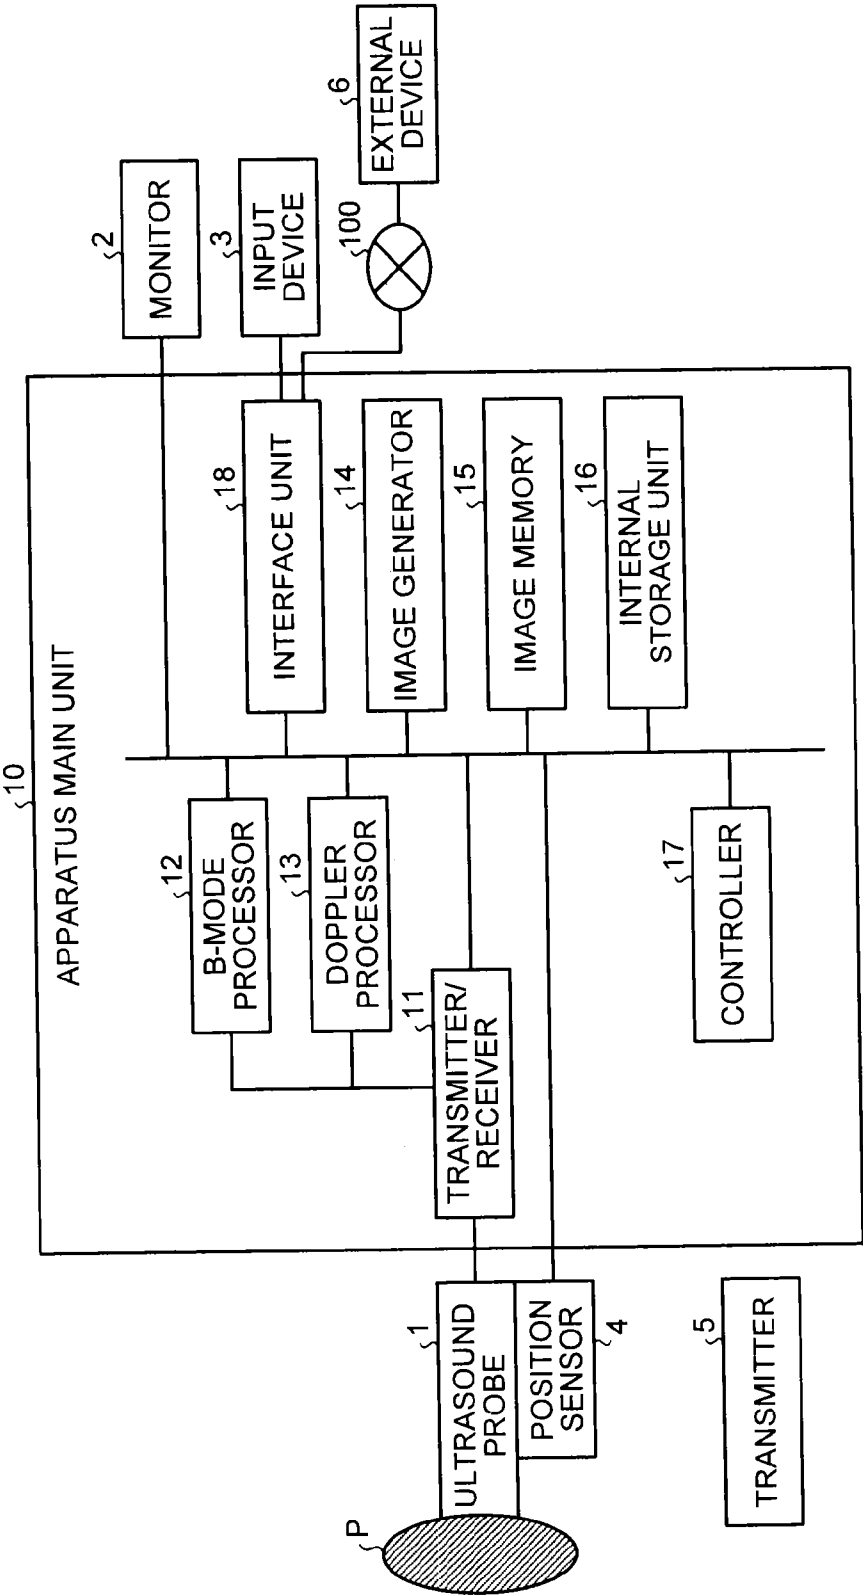 10
APPARATUS MAIN UNIT
P
1
ULTRASOUND
PROBE
POSITION
SENSOR
4
5
TRANSMITTER
11
TRANSMITTER/
RECEIVER
12
B-MODE
PROCESSOR
13
DOPPLER
PROCESSOR
17
CONTROLLER
18
INTERFACE UNIT
14
IMAGE GENERATOR
15
IMAGE MEMORY
16
INTERNAL
STORAGE UNIT
2
MONITOR
3
INPUT
DEVICE
100
6
EXTERNAL
DEVICE